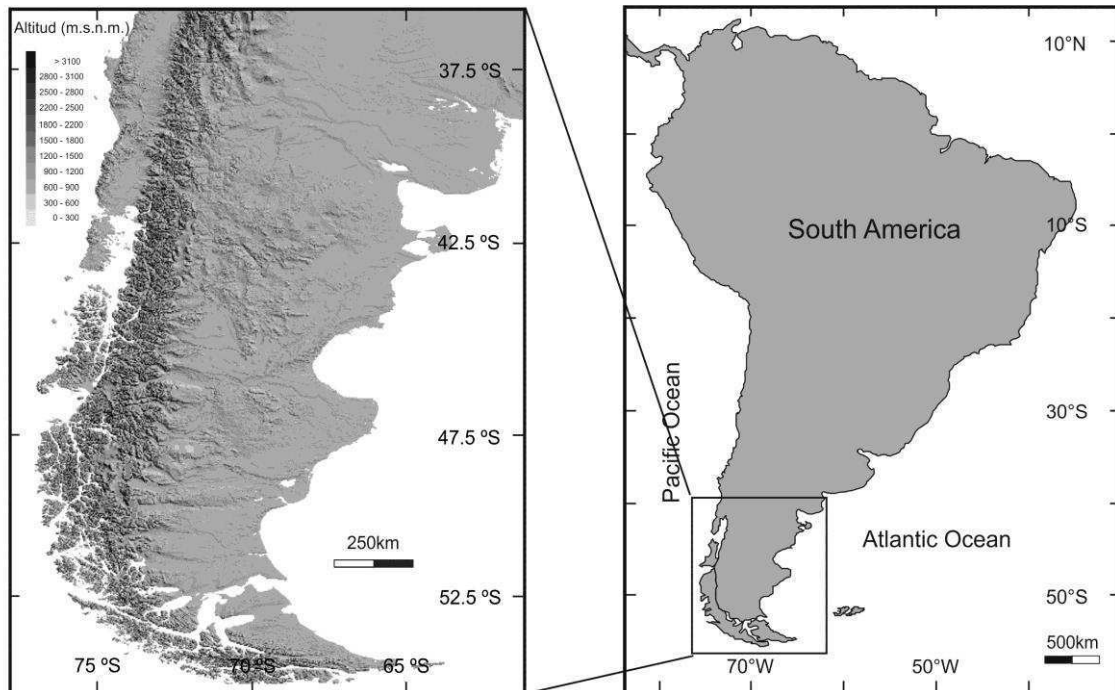 Altitud (m.s.n.m.)
> 3100
2800 - 3100
2500 - 2800
2200 - 2500
1800 - 2200
1500 - 1800
1200 - 1500
900 - 1200
600 - 900
300 - 600
0 - 300
37.5 ºS
42.5 ºS
47.5 ºS
250km
52.5 ºS
75 ºS
70 ºS
65 ºS
10°N
South America
10°S
Pacific Ocean
30°S
Atlantic Ocean
50°S
500km
70°W
50°W